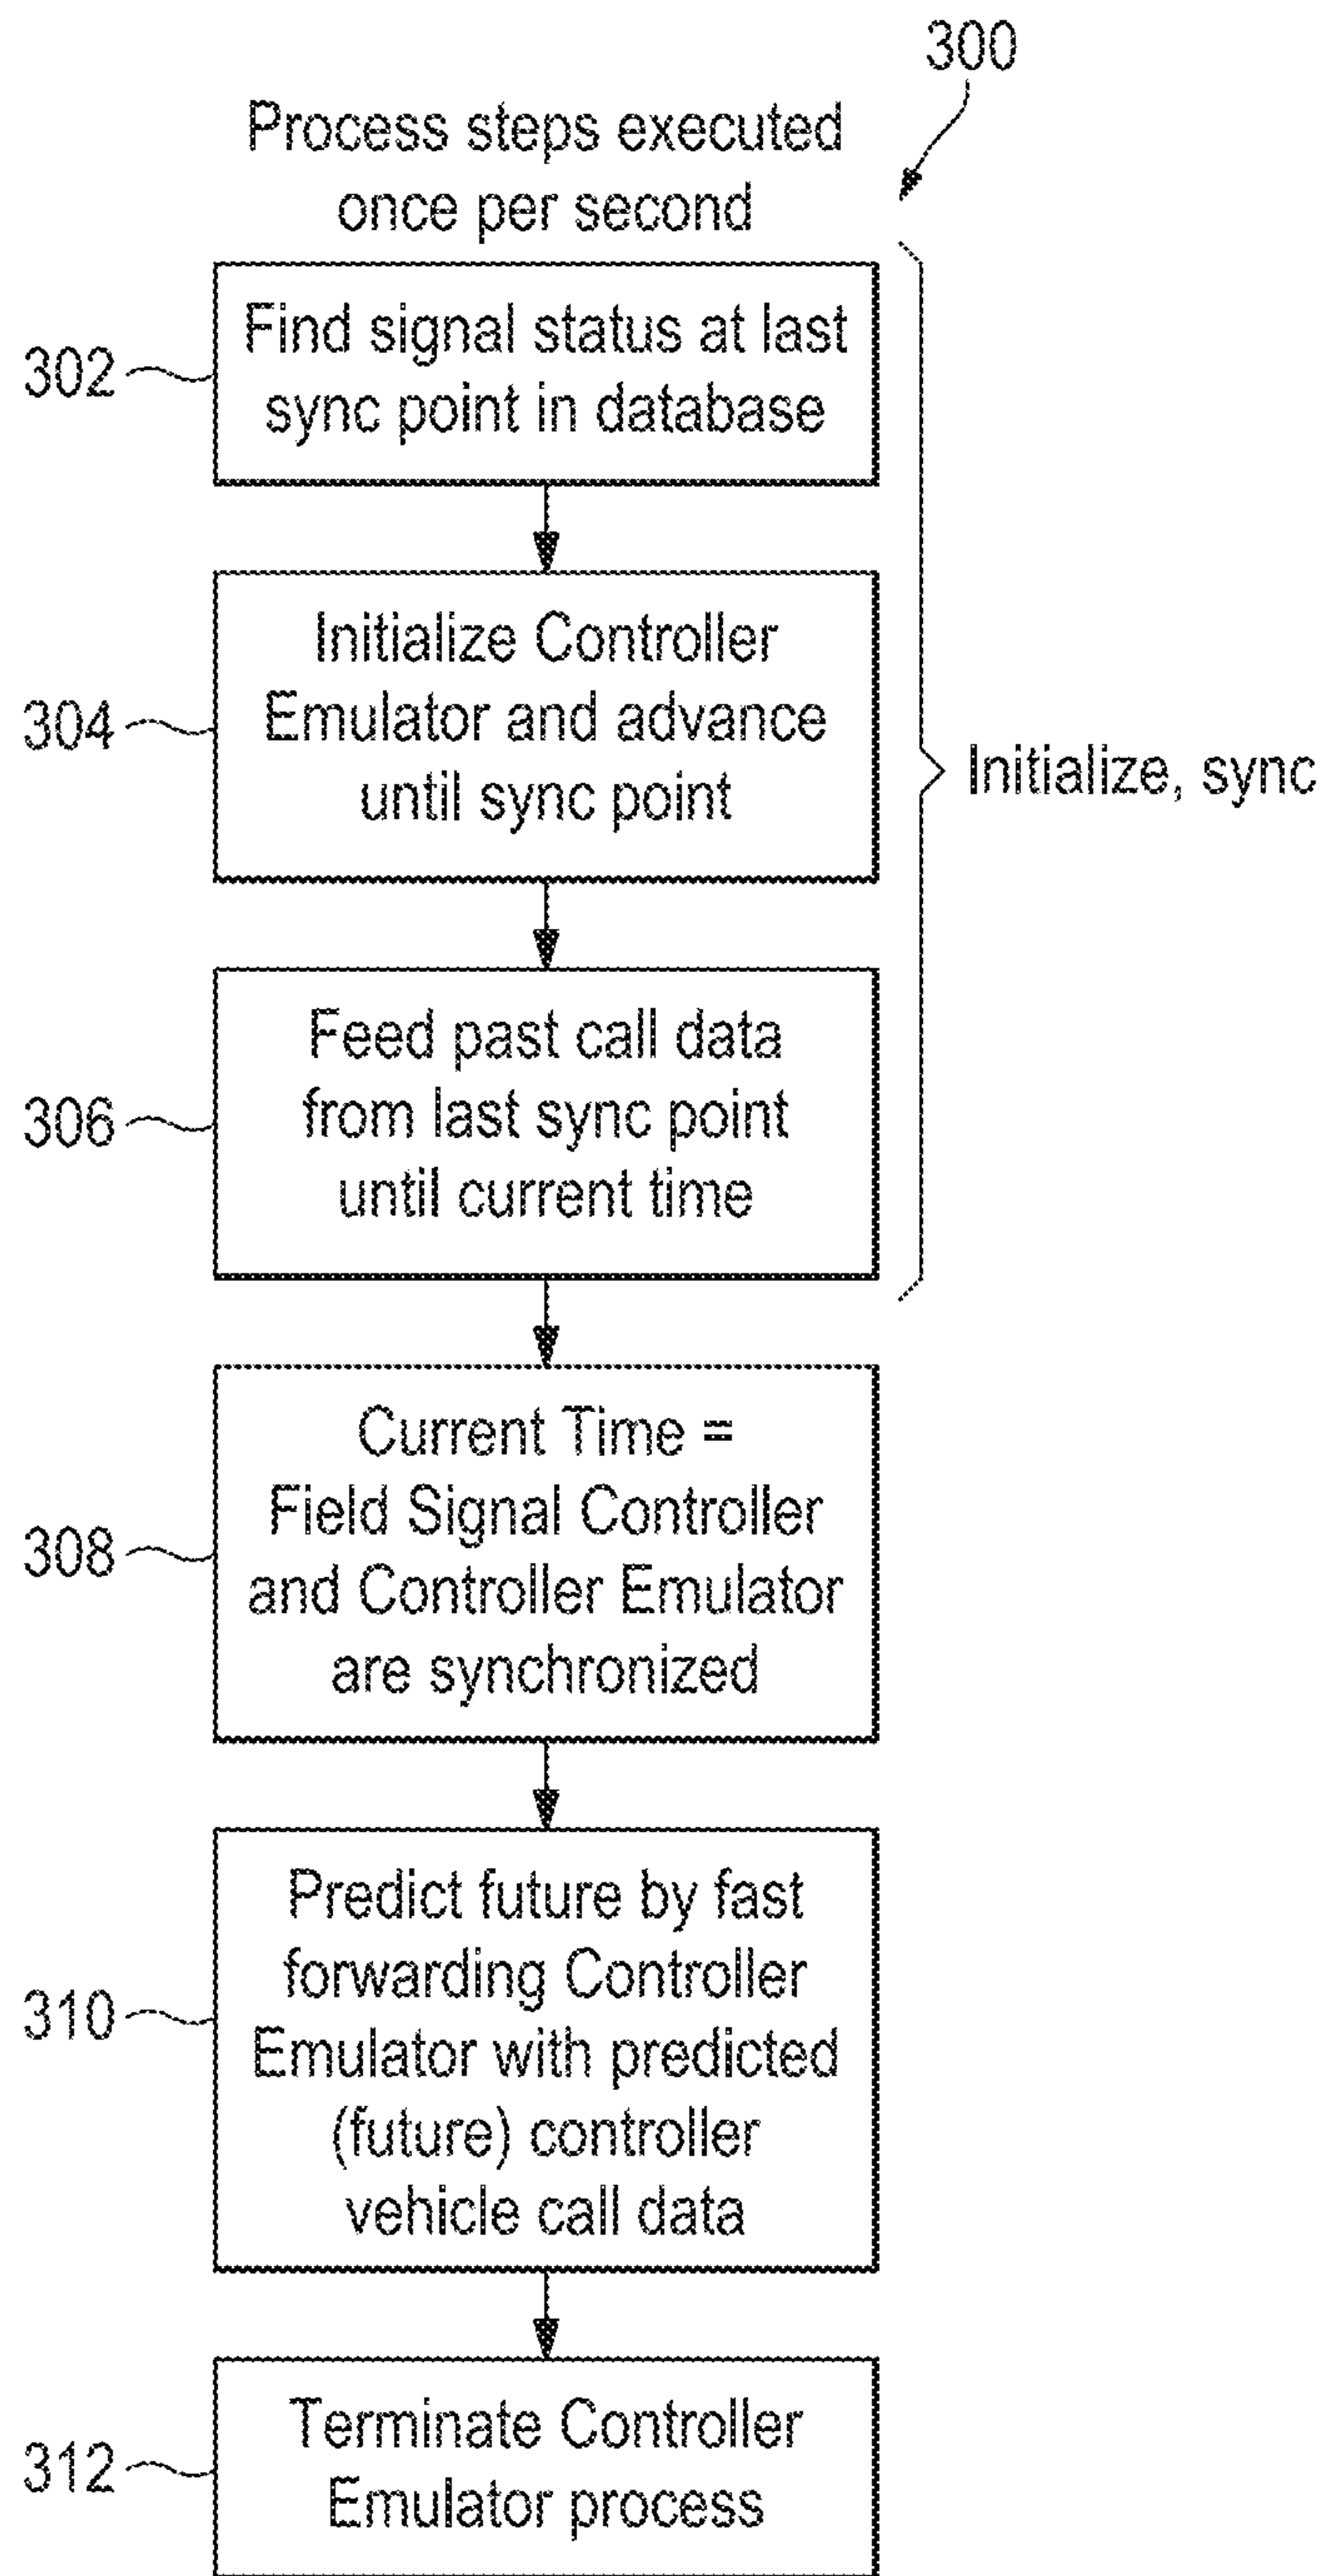 300
Process steps executed
once per second
302
Find signal status at last
sync point in database
304
Initialize Controller
Emulator and advance
until sync point
Initialize, sync
306
Feed past call data
from last sync point
until current time
308
Current Time =
Field Signal Controller
and Controller Emulator
are synchronized
310
Predict future by fast
forwarding Controller
Emulator with predicted
(future) controller
vehicle call data
312
Terminate Controller
Emulator process